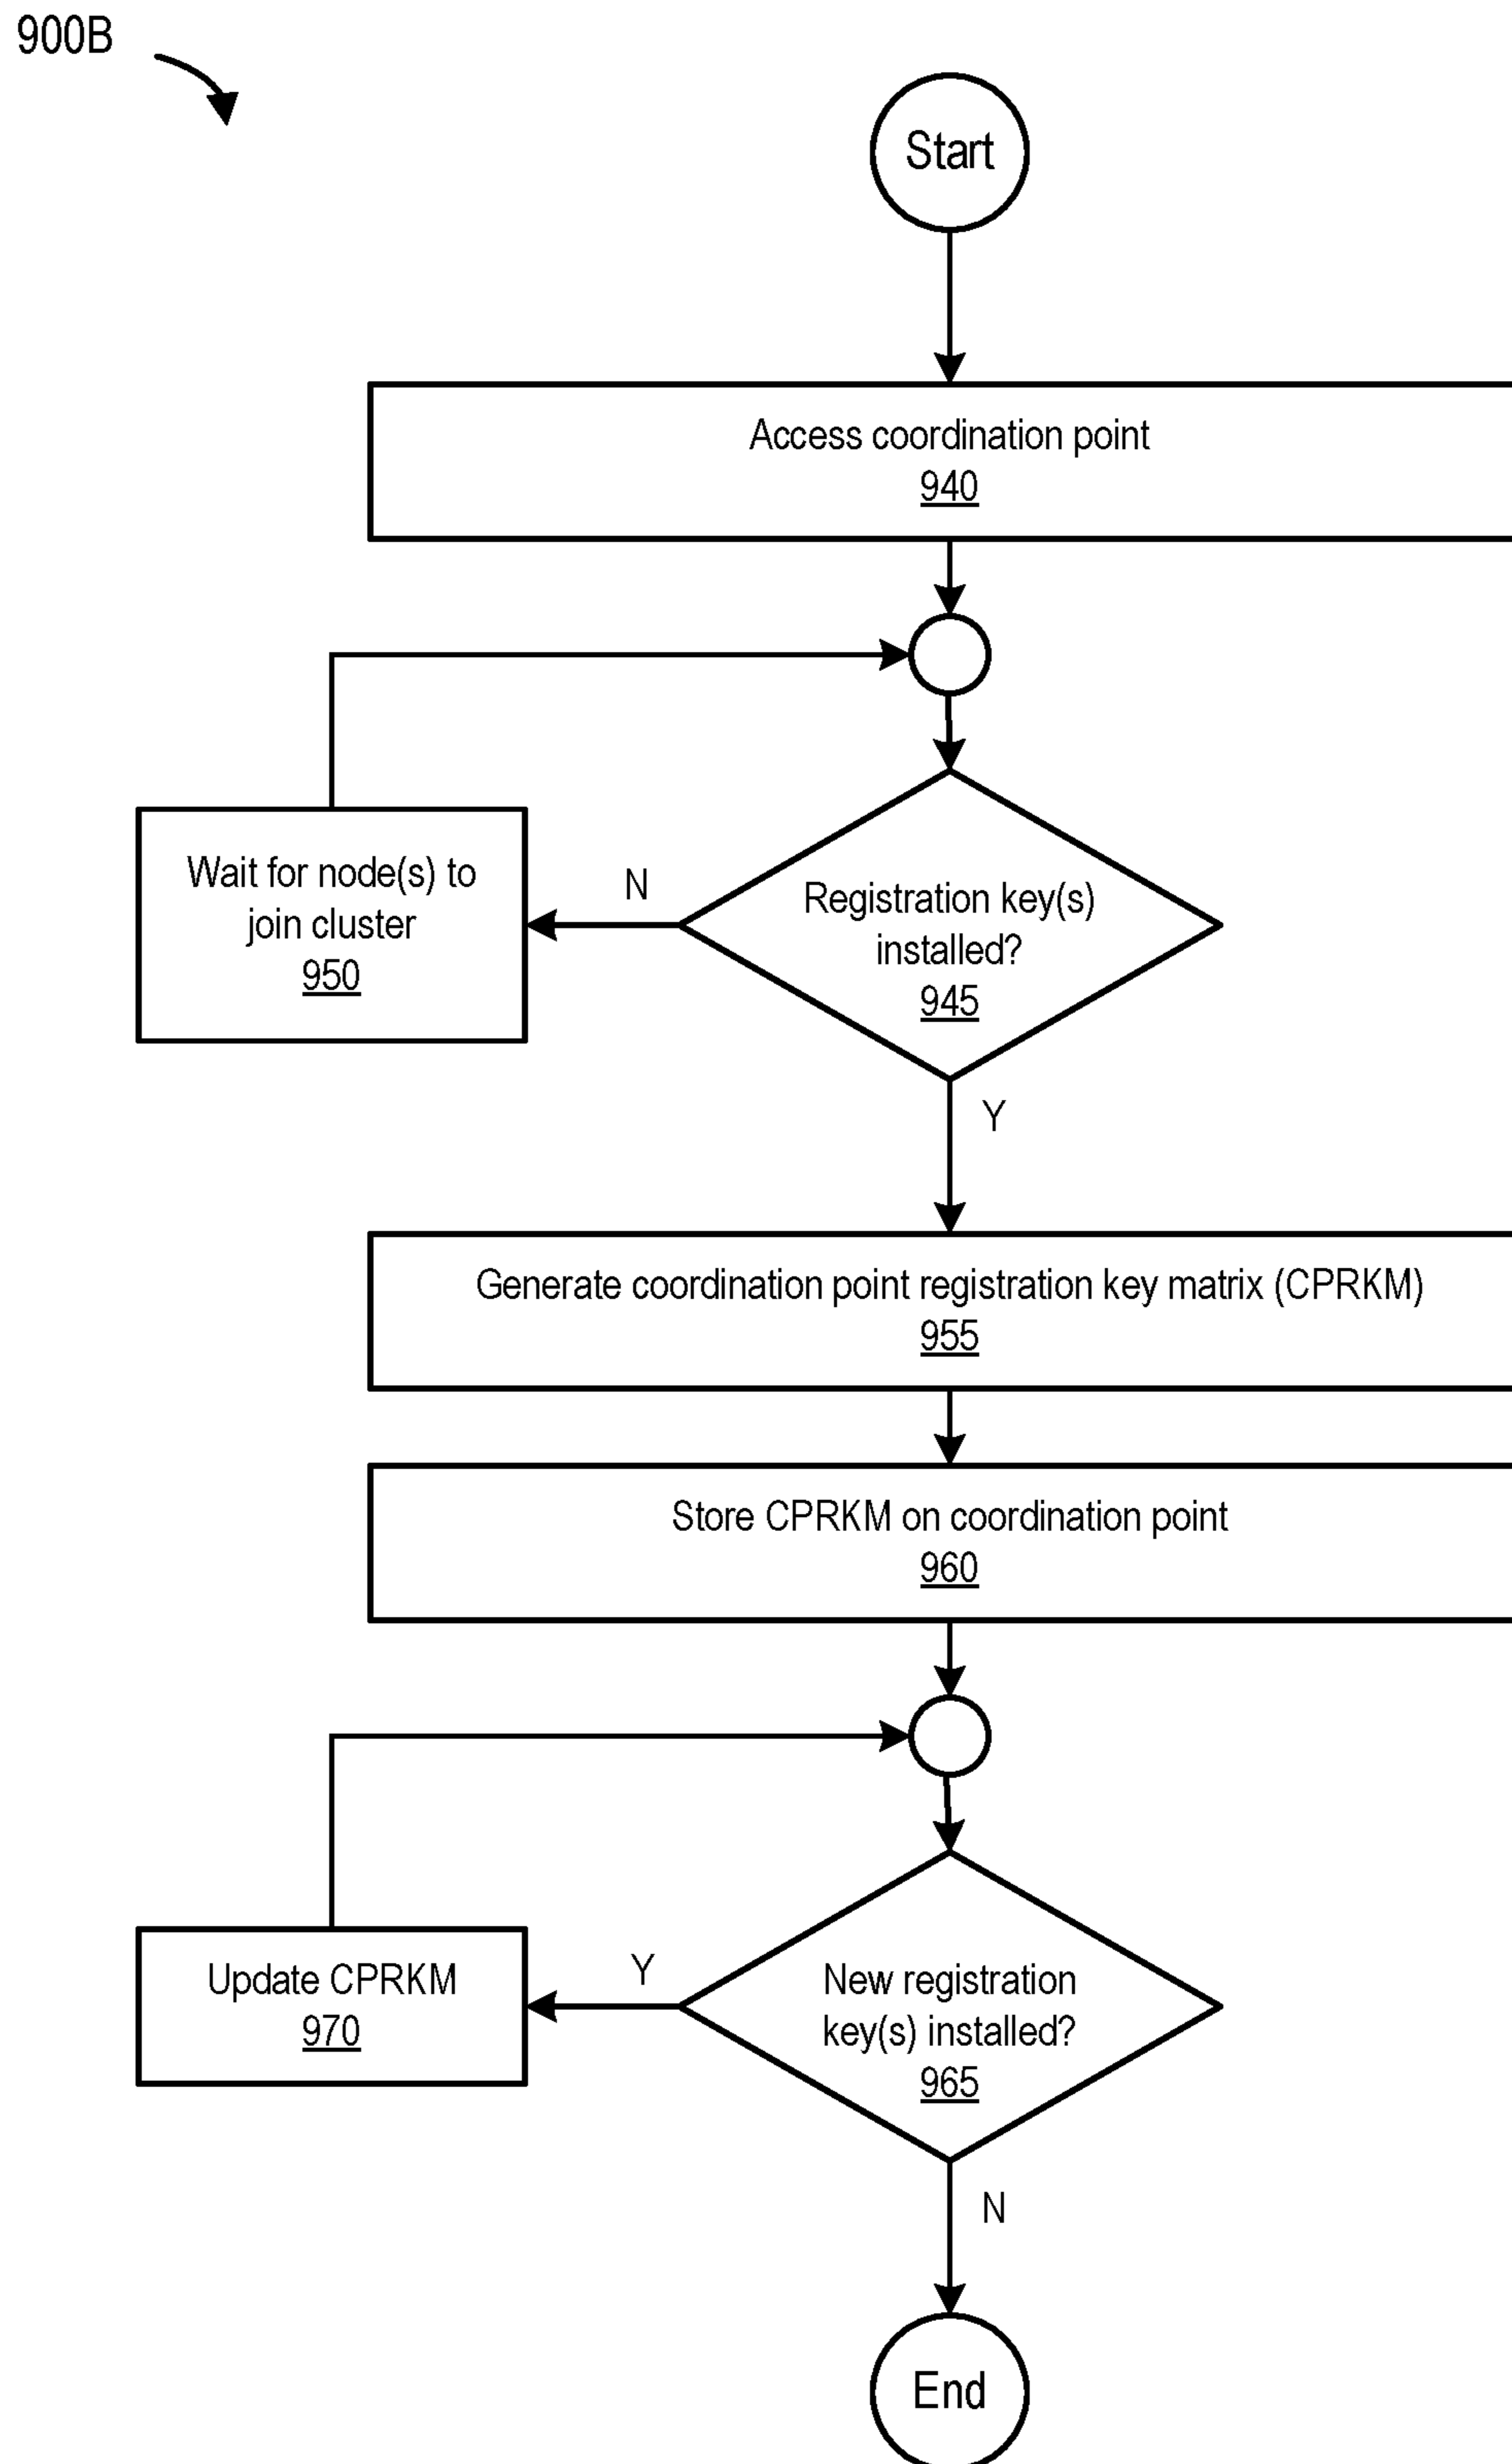 900B
Start
Access coordination point
940
Registration key(s)
installed?
945
N
Wait for node(s) to
join cluster
950
Y
Generate coordination point registration key matrix (CPRKM)
955
Store CPRKM on coordination point
960
New registration
key(s) installed?
965
Y
Update CPRKM
970
N
End